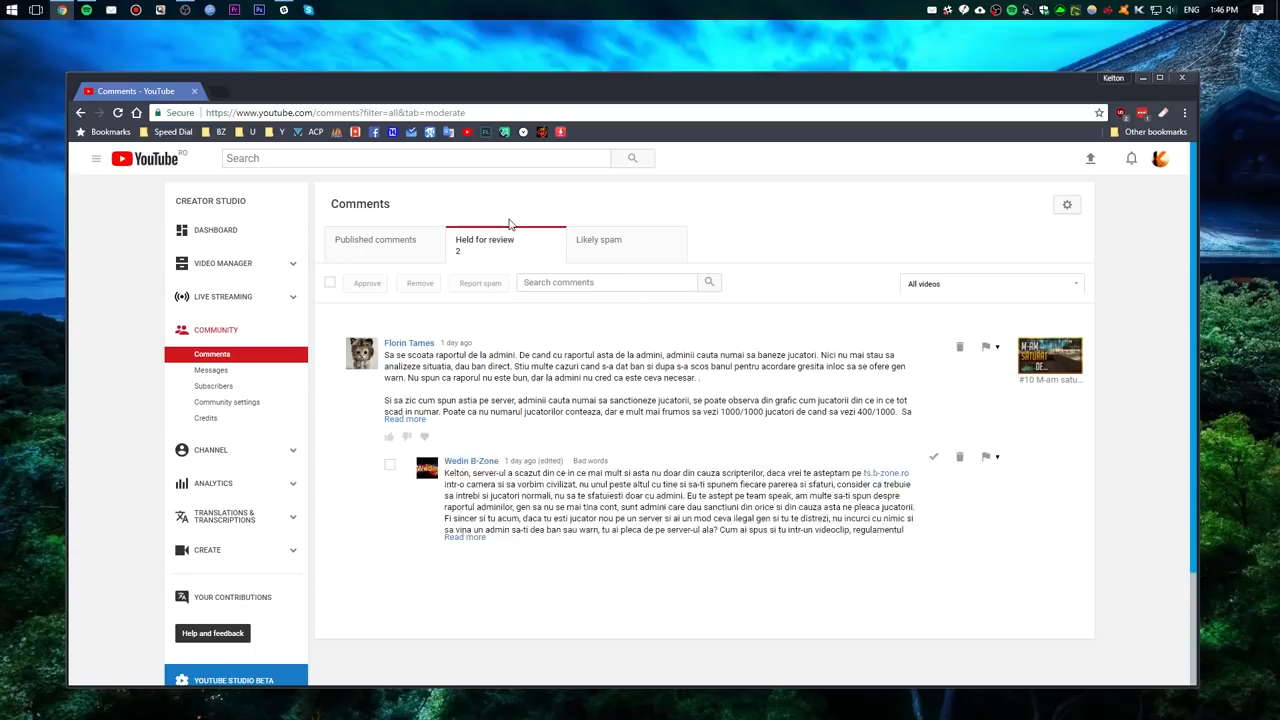 ENG
1:46 PM
Kelton
Comments - YouTube
Secure
https://www.youtube.com/comments?filter=all&tab=moderate
Bookmarks
Speed Dial
BZ
U
Y
ACP
Other bookmarks
YouTube RO
Search
CREATOR STUDIO
DASHBOARD
VIDEO MANAGER
LIVE STREAMING
COMMUNITY
Comments
Messages
Subscribers
Community settings
Credits
CHANNEL
ANALYTICS
TRANSLATIONS &
TRANSCRIPTIONS
CREATE
YOUR CONTRIBUTIONS
Help and feedback
YOUTUBE STUDIO BETA
Comments
Published comments
Held for review
2
Likely spam
Approve
Remove
Report spam
Search comments
All videos
Florin Tames 1 day ago
Sa se scoata raportul de la admini. De cand cu raportul asta de la admini, adminii cauta numai sa baneze jucatori. Nici nu mai stau sa
analizeze situatia, dau ban direct. Stiu multe cazuri cand s-a dat ban si dupa s-a scos banul pentru acordare gresita inloc sa se ofere gen
warn. Nu spun ca raporul nu este bun, dar la admini nu cred ca este ceva necesar. .
Si sa zic cum spun astia pe server, adminii cauta numai sa sanctioneze jucatorii, se poate observa din grafic cum jucatorii din ce in ce tot
scad in numar. Poate ca nu numarul jucatorilor conteaza, dar e mult mai frumos sa vezi 1000/1000 jucatori de cand sa vezi 400/1000. Sa
Read more
M-AM
SATURAT
DE...
#10 M-am satu...
Wedin
Wedin B-Zone 1 day ago (edited) Bad words
Kelton, server-ul a scazut din ce in ce mai mult si asta nu doar din cauza scripterilor, daca vrei te asteptam pe ts.b-zone.ro
intr-o camera si sa vorbim civilizat, nu unul peste altul cu tine si sa-ti spunem fiecare parerea si sfaturi, consider ca trebuie
sa intrebi si jucatori normali, nu sa te sfatuiesti doar cu admini. Eu te astept pe team speak, am multe sa-ti spun despre
raportul adminilor, gen sa nu se mai ina cont, sunt admini care dau sanctiuni din orice si din cauza asta ne pleaca jucatorii.
Fi sincer si tu acum, daca tu esti jucator nou pe un server si ai un mod ceva ilegal gen si tu te distrezi, nu incurci cu nimic si
sa vina un admin sa-ti dea ban sau warn, tu ai pleca de pe server-ul ala? Cum ai spus si tu intr-un videoclip, regulamentul
Read more